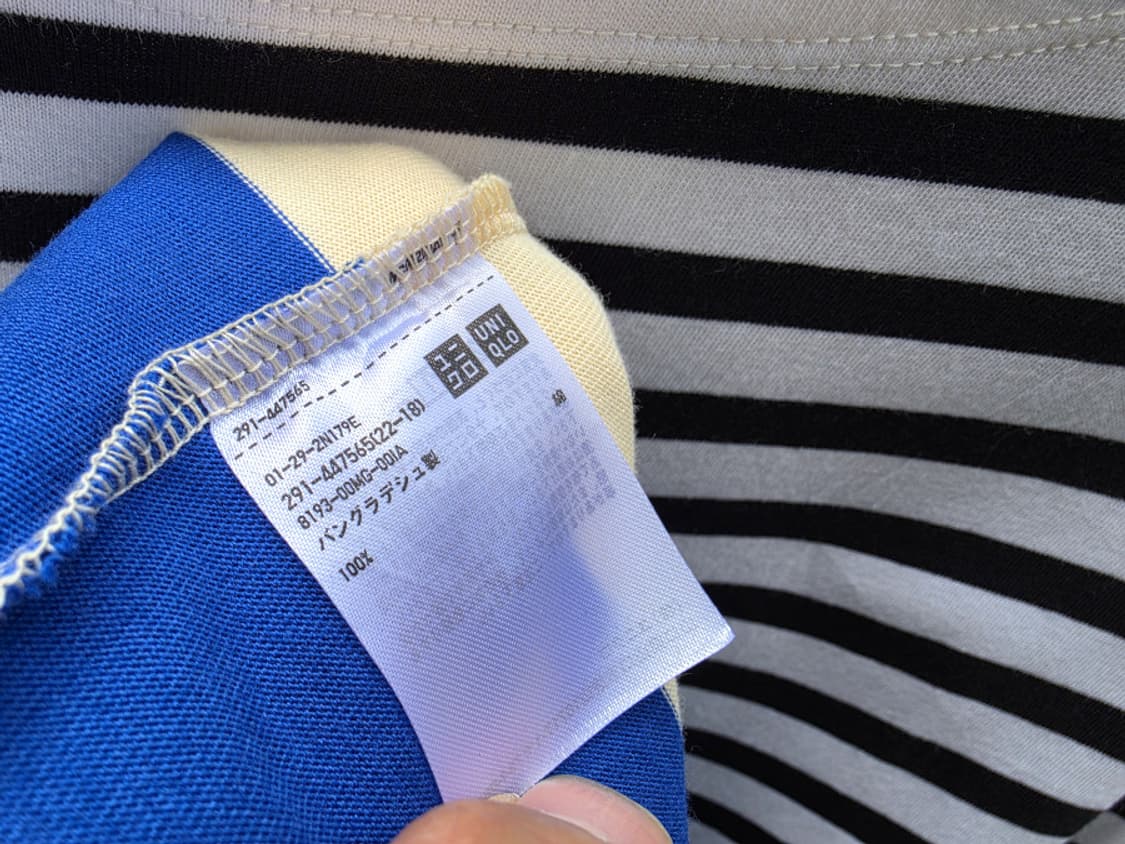 291-447565
ユニ
クロ
UNI
QLO
01-29-2N179E
291-447565(22-18)
8193-00MG-00IA
バングラデシュ製
綿
100%